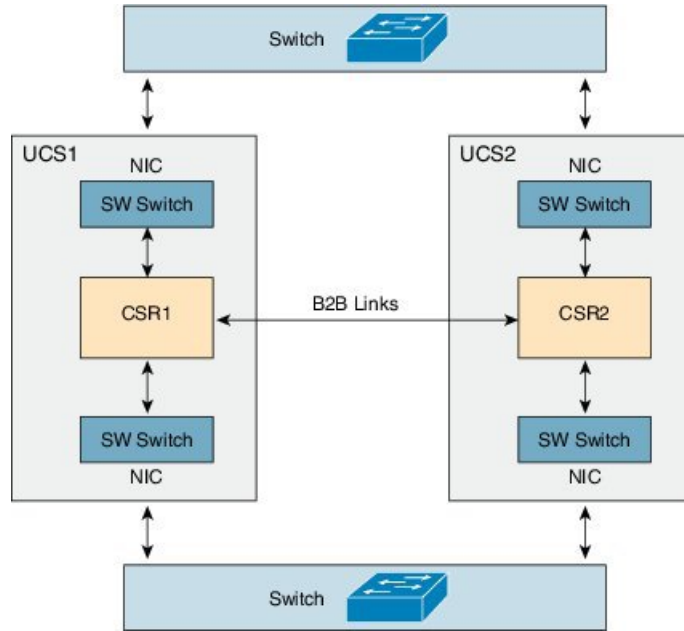 Switch
UCS1
UCS2
NIC
NIC
SW Switch
SW Switch
CSR1
B2B Links
CSR2
SW Switch
SW Switch
NIC
NIC
Switch